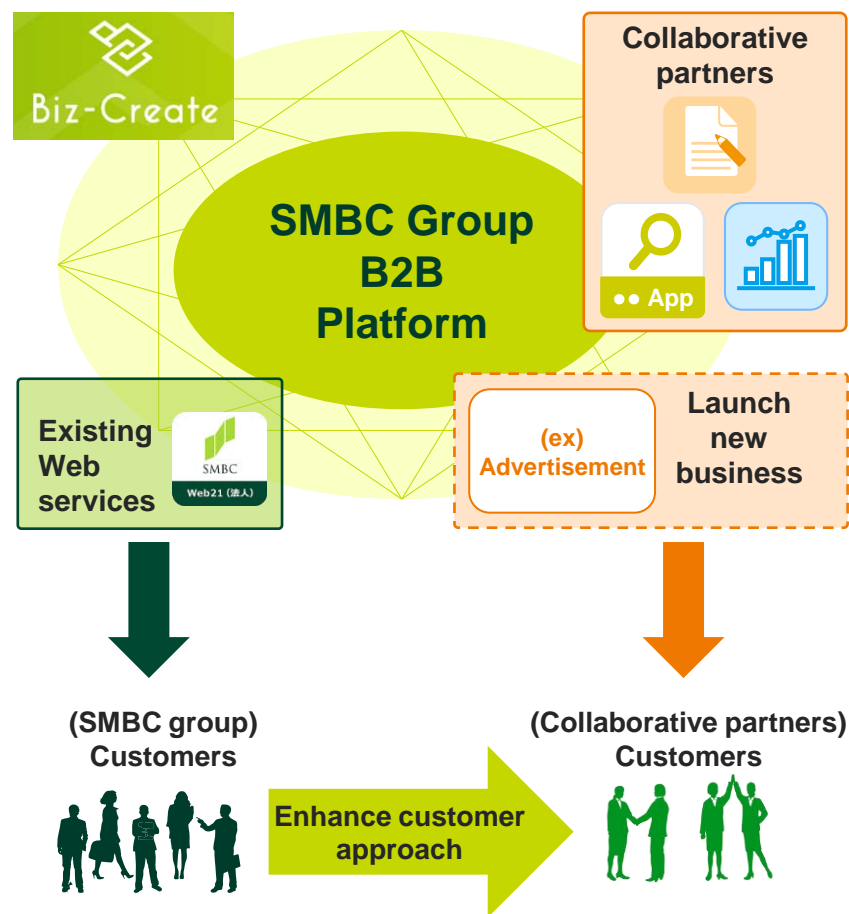 Biz-Create
Collaborative
partners
SMBC Group
B2B
Platform
●● App
Existing
Web
services
SMBC
Web21（法人）
(ex)
Advertisement
Launch
new
business
(SMBC group)
Customers
(Collaborative partners)
Customers
Enhance customer
approach